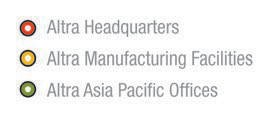 Altra Headquarters
Altra Manufacturing Facilities
Altra Asia Pacific Offices